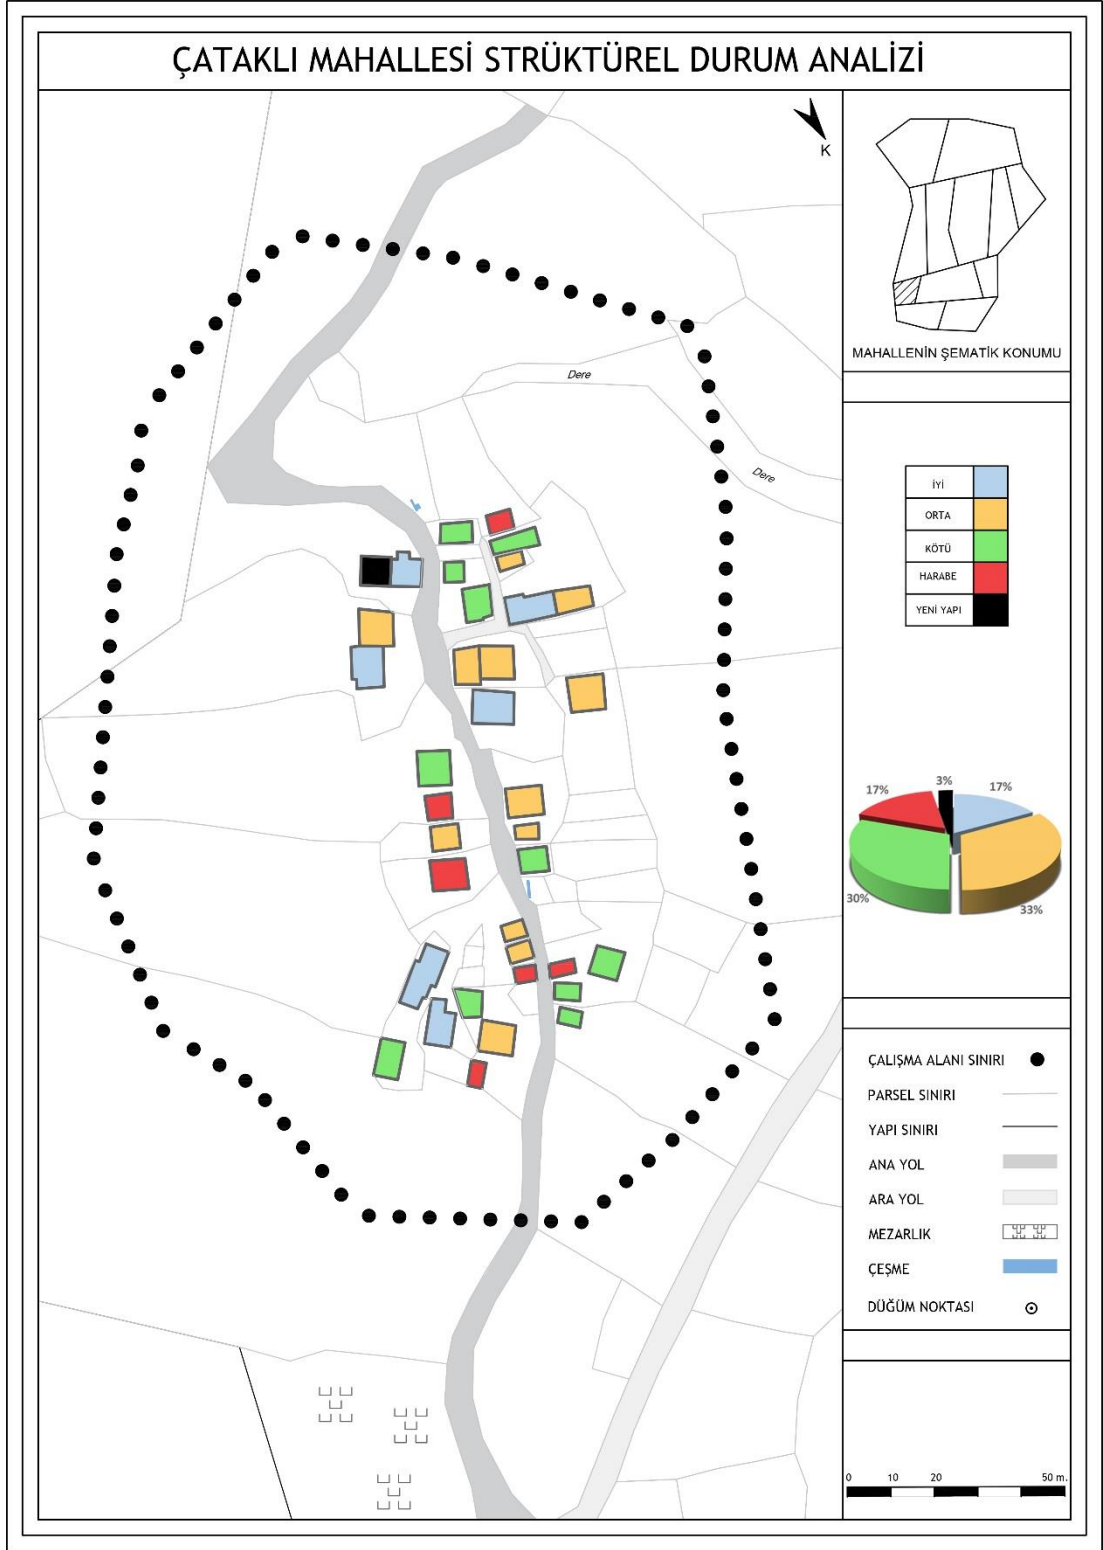 ÇATAKLI MAHALLESİ STRÜKTÜREL DURUM ANALİZİ
K
MAHALLENİN ŞEMATİK KONUMU
Dere
Dere
İYİ
ORTA
KÖTÜ
HARABE
YENİ YAPI
3%
17%
17%
30%
33%
ÇALIŞMA ALANI SINIRI
PARSEL SINIRI
YAPI SINIRI
ANA YOL
ARA YOL
MEZARLIK
ÇEŞME
DÜĞÜM NOKTASI
0 10 20 50 m.